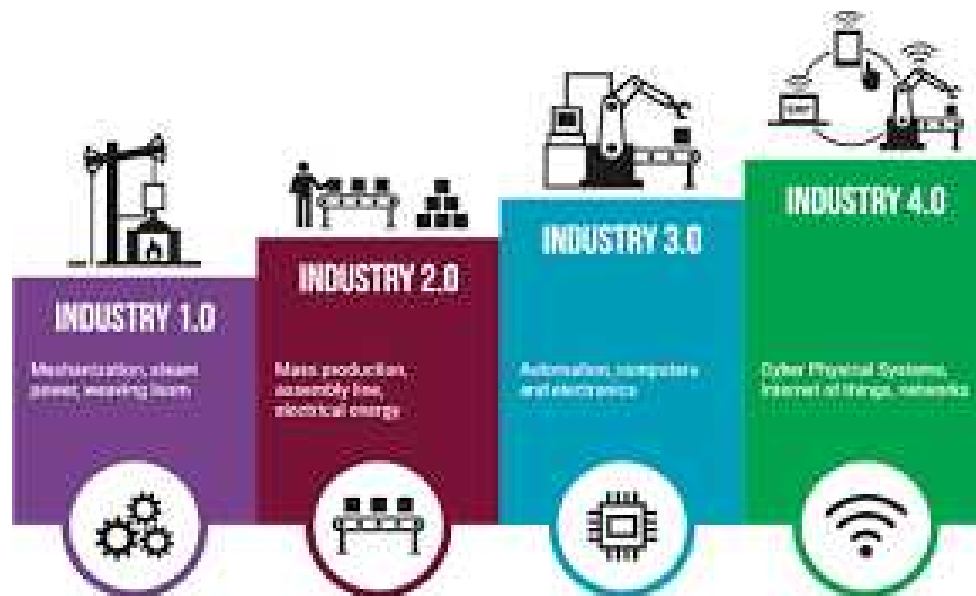 INDUSTRY 1.0
Mechanization, steam
power, weaving loom
INDUSTRY 2.0
Mass production,
assembly line,
electrical energy
INDUSTRY 3.0
Automation, computers
and electronics
INDUSTRY 4.0
Cyber Physical Systems,
internet of things, networks